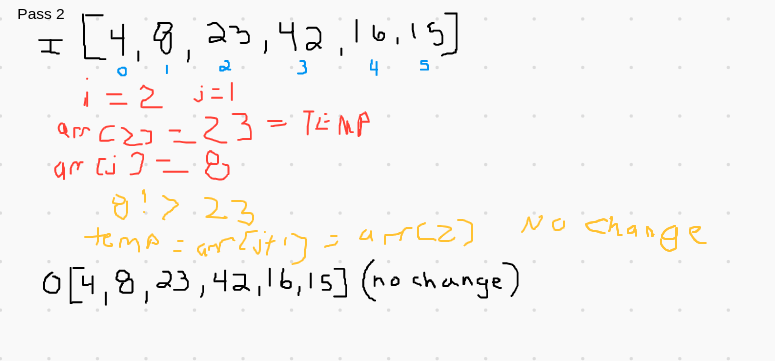 Pass 2
I [4, 8, 23, 42, 16, 15]
0 1 2 3 4 5
i = 2 j=1
arr[2] = 23 = TEMP
arr[j] = 8
8 !> 23
temp = arr[j+1] = arr[2] NO change
O[4, 8, 23, 42, 16, 15] (no change)